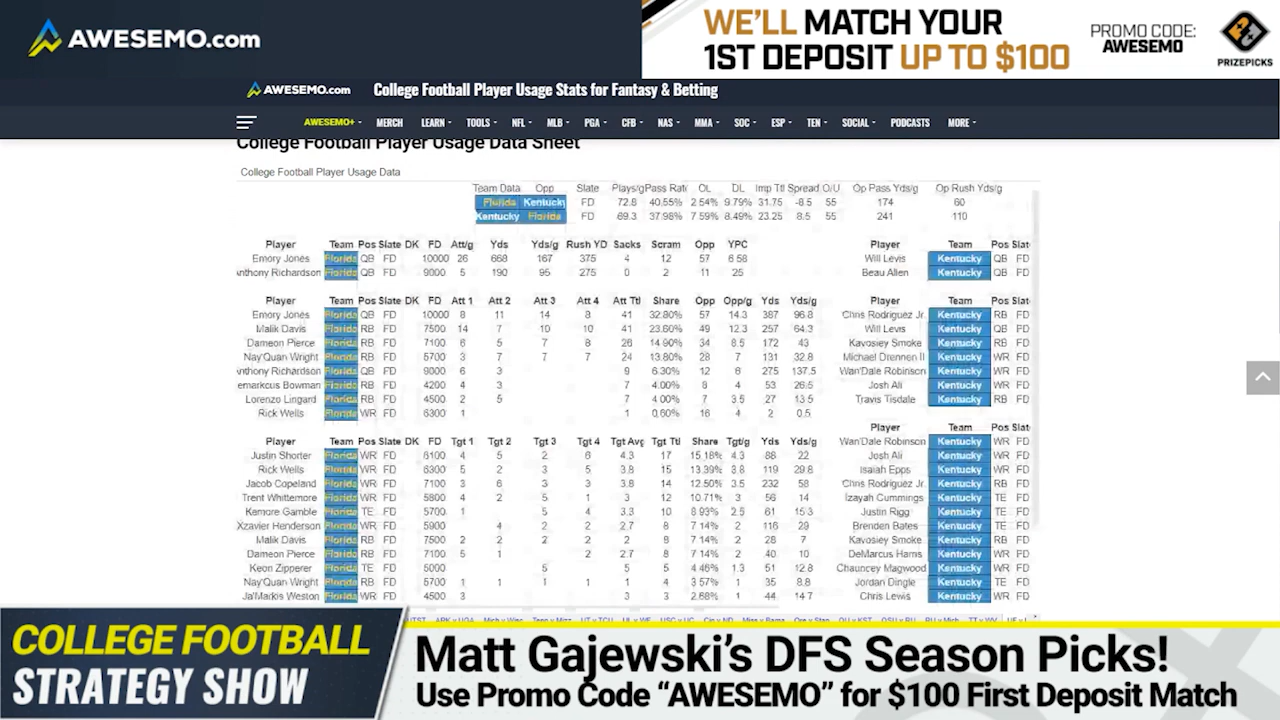 AWESEMO.com
WE'LL MATCH YOUR
1ST DEPOSIT UP TO $100
PROMO CODE:
AWESEMO
PRIZEPICKS
AWESEMO.com College Football Player Usage Stats for Fantasy & Betting
AWESEMO+ MERCH LEARN TOOLS NFL MLB PGA CFB NAS MMA SOC ESP TEN SOCIAL PODCASTS MORE
College Football Player Usage Data Sheet
College Football Player Usage Data
Team Data Opp Slate Plays/g Pass Rate OL DL Imp Ttl Spread O/U Op Pass Yds/g Op Rush Yds/g
Florida Kentucky FD 72.8 40.55% 2.54% 9.79% 31.75 -8.5 55 174 60
Kentucky Florida FD 69.3 37.98% 7.59% 8.49% 23.25 8.5 55 241 110
Player Team Pos Slate DK FD Att/g Yds Yds/g Rush YD Sacks Scram Opp YPC Player Team Pos Slat
Emory Jones Florida QB FD 10000 26 668 167 375 4 12 57 6.58 Will Levis Kentucky QB FD
Anthony Richardson Florida QB FD 9000 5 190 95 275 0 2 11 25 Beau Allen Kentucky QB FD
Player Team Pos Slate DK FD Att 1 Att 2 Att 3 Att 4 Att Ttl Share Opp Opp/g Yds Yds/g Player Team Pos Slat
Emory Jones Florida QB FD 10000 8 11 14 8 41 32.80% 57 14.3 387 96.8 Chris Rodriguez Jr. Kentucky RB FD
Malik Davis Florida RB FD 7500 14 7 10 10 41 23.60% 49 12.3 257 64.3 Will Levis Kentucky QB FD
Dameon Pierce Florida RB FD 7100 6 5 7 8 26 14.90% 34 8.5 172 43 Kavosiey Smoke Kentucky RB FD
Nay'Quan Wright Florida RB FD 5700 3 7 7 7 24 13.80% 28 7 131 32.8 Michael Drennen II Kentucky WR FD
Anthony Richardson Florida QB FD 9000 6 3 9 6.30% 12 6 275 137.5 Wan'Dale Robinson Kentucky WR FD
emarkcus Bowman Florida RB FD 4200 4 3 7 4.00% 8 4 53 26.5 Josh Ali Kentucky WR FD
Lorenzo Lingard Florida RB FD 4500 2 5 7 4.00% 7 3.5 27 13.5 Travis Tisdale Kentucky RB FD
Rick Wells Florida WR FD 6300 1 1 0.60% 16 4 2 0.5
Player Team Pos Slat
Player Team Pos Slate DK FD Tgt 1 Tgt 2 Tgt 3 Tgt 4 Tgt Avg Tgt Ttl Share Tgt/g Yds Yds/g Wan'Dale Robinson Kentucky WR FD
Justin Shorter Florida WR FD 6100 4 5 2 6 4.3 17 15.18% 4.3 88 22 Josh Ali Kentucky WR FD
Rick Wells Florida WR FD 6300 5 2 3 5 3.8 15 13.39% 3.8 119 29.8 Isaiah Epps Kentucky WR FD
Jacob Copeland Florida WR FD 7100 3 6 3 3 3.8 14 12.50% 3.5 232 58 Chris Rodriguez Jr. Kentucky RB FD
Trent Whittemore Florida WR FD 5800 4 2 5 1 3 12 10.71% 3 56 14 Izayah Cummings Kentucky TE FD
Kemore Gamble Florida TE FD 5700 1 5 4 3.3 10 8.93% 2.5 61 15.3 Justin Rigg Kentucky TE FD
Xzavier Henderson Florida WR FD 5900 4 2 2 2.7 8 7.14% 2 116 29 Brenden Bates Kentucky TE FD
Malik Davis Florida RB FD 7500 2 2 2 2 2 8 7.14% 2 28 7 Kavosiey Smoke Kentucky RB FD
Dameon Pierce Florida RB FD 7100 5 1 2 2.7 8 7.14% 2 40 10 DeMarcus Harris Kentucky WR FD
Keon Zipperer Florida TE FD 5000 5 5 5 4.46% 1.3 51 12.8 Chauncey Magwood Kentucky WR FD
Nay'Quan Wright Florida RB FD 5700 1 1 1 1 1 4 3.57% 1 35 8.8 Jordan Dingle Kentucky TE FD
Ja'Markis Weston Florida WR FD 4500 3 3 3 2.68% 1 44 14.7 Chris Lewis Kentucky WR FD
COLLEGE FOOTBALL
STRATEGY SHOW
Matt Gajewski's DFS Season Picks!
Use Promo Code "AWESEMO" for $100 First Deposit Match